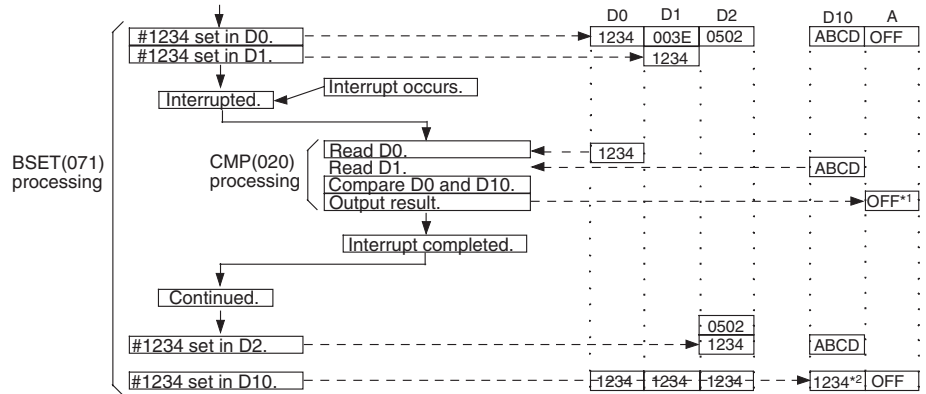 D0 D1 D2 D10 A
#1234 set in D0. 1234 003E 0502 ABCD OFF
#1234 set in D1. 1234
Interrupt occurs.
Interrupted.
BSET(071)
processing
CMP(020)
processing
Read D0. 1234
Read D1. ABCD
Compare D0 and D10.
Output result. OFF*1
Interrupt completed.
Continued.
0502
#1234 set in D2. 1234 ABCD
#1234 set in D10. 1234 1234 1234 1234*2 OFF